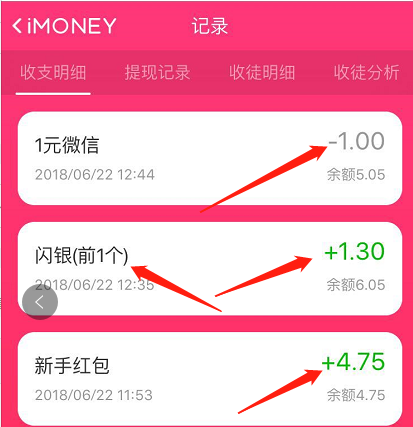 iMONEY 记录
收支明细 提现记录 收徒明细 收徒分析
1元微信 -1.00
2018/06/22 12:44 余额5.05
闪银(前1个) +1.30
2018/06/22 12:35 余额6.05
新手红包 +4.75
2018/06/22 11:53 余额4.75